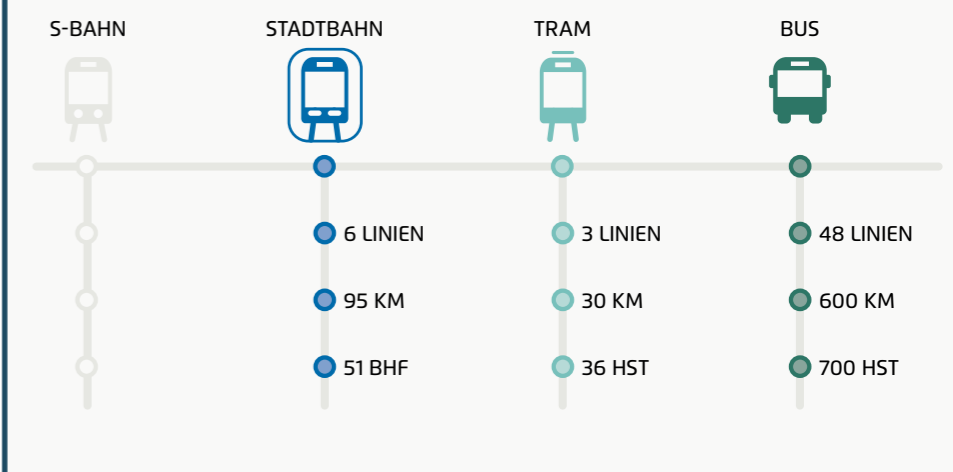 S-BAHN STADTBAHN TRAM BUS
6 LINIEN 3 LINIEN 48 LINIEN
95 KM 30 KM 600 KM
51 BHF 36 HST 700 HST